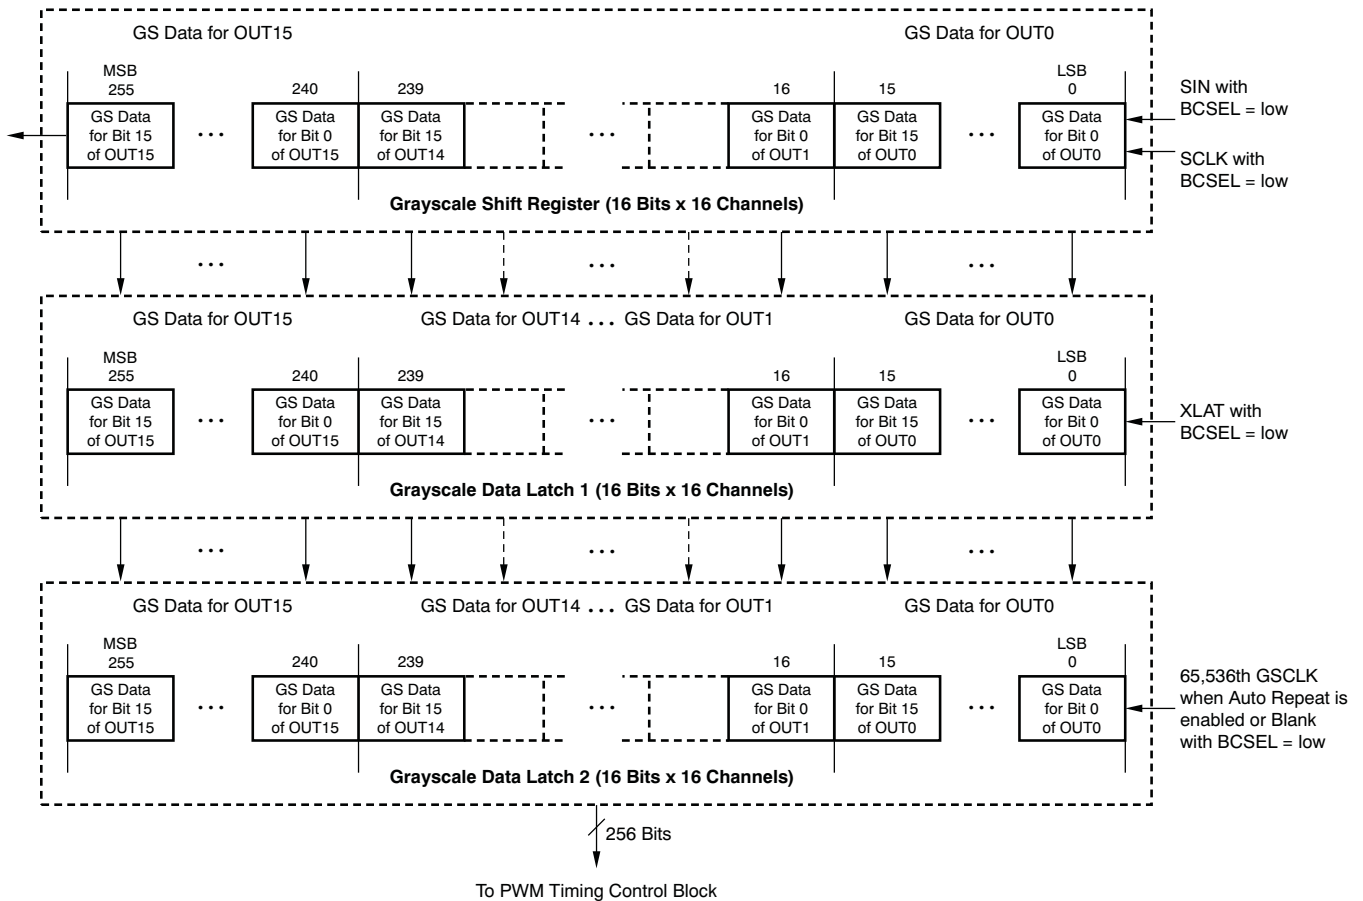 GS Data for OUT15
GS Data for OUT0
MSB
255
240
239
16
15
LSB
0
GS Data
for Bit 15
of OUT15
• • •
GS Data
for Bit 0
of OUT15
GS Data
for Bit 15
of OUT14
• • •
GS Data
for Bit 0
of OUT1
GS Data
for Bit 15
of OUT0
• • •
GS Data
for Bit 0
of OUT0
SIN with
BCSEL = low
SCLK with
BCSEL = low
Grayscale Shift Register (16 Bits x 16 Channels)
• • •
• • •
• • •
GS Data for OUT15
GS Data for OUT14 • • • GS Data for OUT1
GS Data for OUT0
MSB
255
240
239
16
15
LSB
0
GS Data
for Bit 15
of OUT15
• • •
GS Data
for Bit 0
of OUT15
GS Data
for Bit 15
of OUT14
• • •
GS Data
for Bit 0
of OUT1
GS Data
for Bit 15
of OUT0
• • •
GS Data
for Bit 0
of OUT0
XLAT with
BCSEL = low
Grayscale Data Latch 1 (16 Bits x 16 Channels)
• • •
• • •
• • •
GS Data for OUT15
GS Data for OUT14 • • • GS Data for OUT1
GS Data for OUT0
MSB
255
240
239
16
15
LSB
0
GS Data
for Bit 15
of OUT15
• • •
GS Data
for Bit 0
of OUT15
GS Data
for Bit 15
of OUT14
• • •
GS Data
for Bit 0
of OUT1
GS Data
for Bit 15
of OUT0
• • •
GS Data
for Bit 0
of OUT0
65,536th GSCLK
when Auto Repeat is
enabled or Blank
with BCSEL = low
Grayscale Data Latch 2 (16 Bits x 16 Channels)
256 Bits
To PWM Timing Control Block